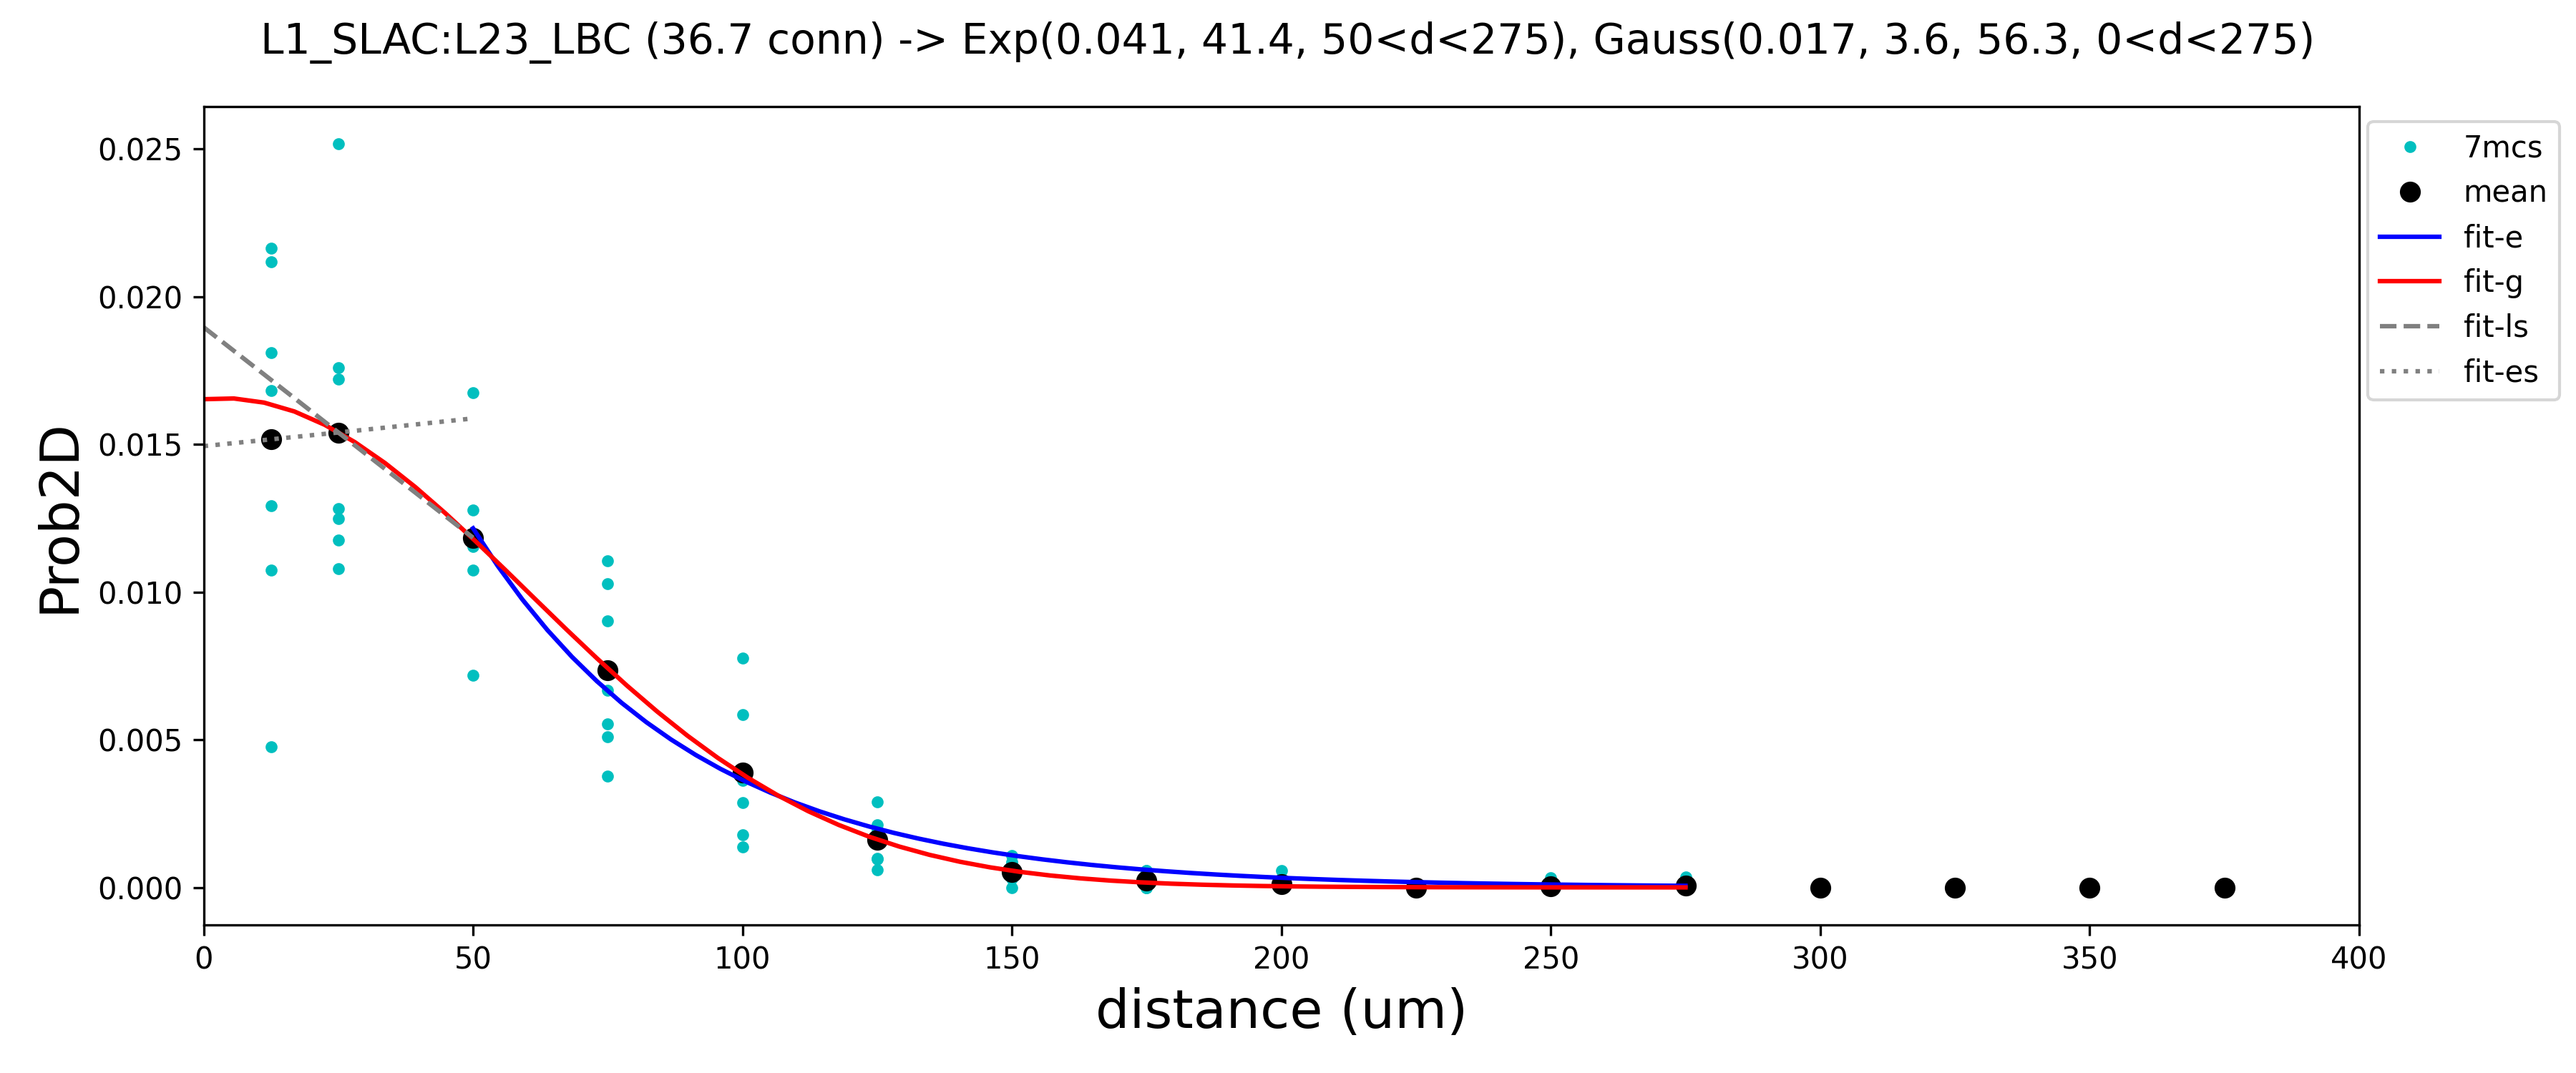 L1_SLAC:L23_LBC (36.7 conn) -> Exp(0.041, 41.4, 50<d<275), Gauss(0.017, 3.6, 56.3, 0<d<275)
0.025
0.020
0.015
0.010
0.005
0.000
Prob2D
0 50 100 150 200 250 300 350 400
distance (um)
7mcs
mean
fit-e
fit-g
fit-ls
fit-es